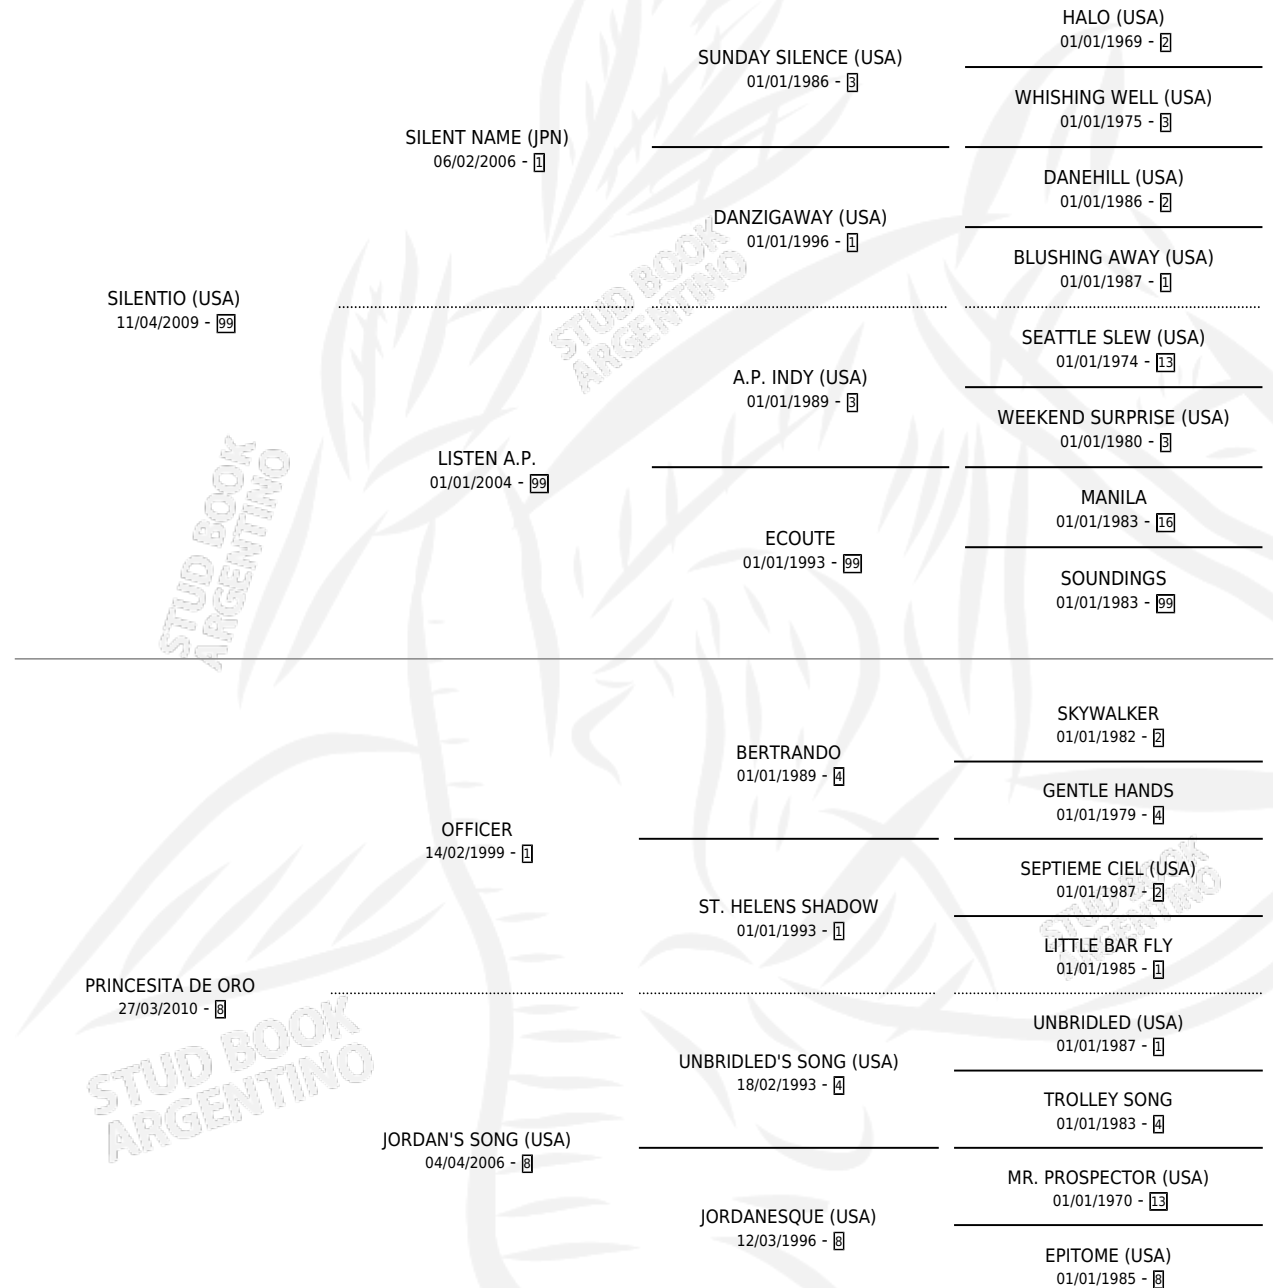 HALO (USA)
01/01/1969 - 2
SUNDAY SILENCE (USA)
01/01/1986 - 3
WHISHING WELL (USA)
01/01/1975 - 3
SILENT NAME (JPN)
06/02/2006 - 1
DANEHILL (USA)
01/01/1986 - 2
DANZIGAWAY (USA)
01/01/1996 - 1
BLUSHING AWAY (USA)
01/01/1987 - 1
SILENTIO (USA)
11/04/2009 - 99
STUD BOOK
ARGENTINO
SEATTLE SLEW (USA)
01/01/1974 - 13
A.P. INDY (USA)
01/01/1989 - 3
WEEKEND SURPRISE (USA)
01/01/1980 - 3
LISTEN A.P.
01/01/2004 - 99
MANILA
01/01/1983 - 16
ECOUTE
01/01/1993 - 99
SOUNDINGS
01/01/1983 - 99
STUD BOOK
ARGENTINO
SKYWALKER
01/01/1982 - 2
BERTRANDO
01/01/1989 - 4
GENTLE HANDS
01/01/1979 - 4
OFFICER
14/02/1999 - 1
SEPTIEME CIEL (USA)
01/01/1987 - 2
ST. HELENS SHADOW
01/01/1993 - 1
STUD BOOK
ARGENTINO
LITTLE BAR FLY
01/01/1985 - 1
PRINCESITA DE ORO
27/03/2010 - 8
STUD BOOK
ARGENTINO
UNBRIDLED (USA)
01/01/1987 - 1
UNBRIDLED'S SONG (USA)
18/02/1993 - 4
TROLLEY SONG
01/01/1983 - 4
JORDAN'S SONG (USA)
04/04/2006 - 8
MR. PROSPECTOR (USA)
01/01/1970 - 13
JORDANESQUE (USA)
12/03/1996 - 8
EPITOME (USA)
01/01/1985 - 8